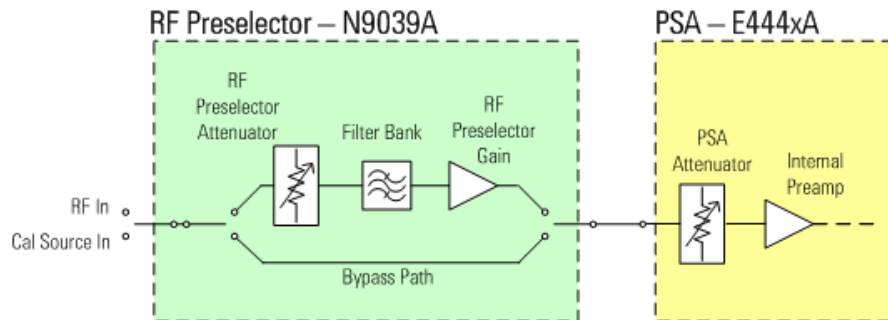 RF Preselector – N9039A
PSA – E444xA
RF
Preselector
Attenuator
Filter Bank
RF
Preselector
Gain
PSA
Attenuator
Internal
Preamp
RF In
Cal Source In
Bypass Path